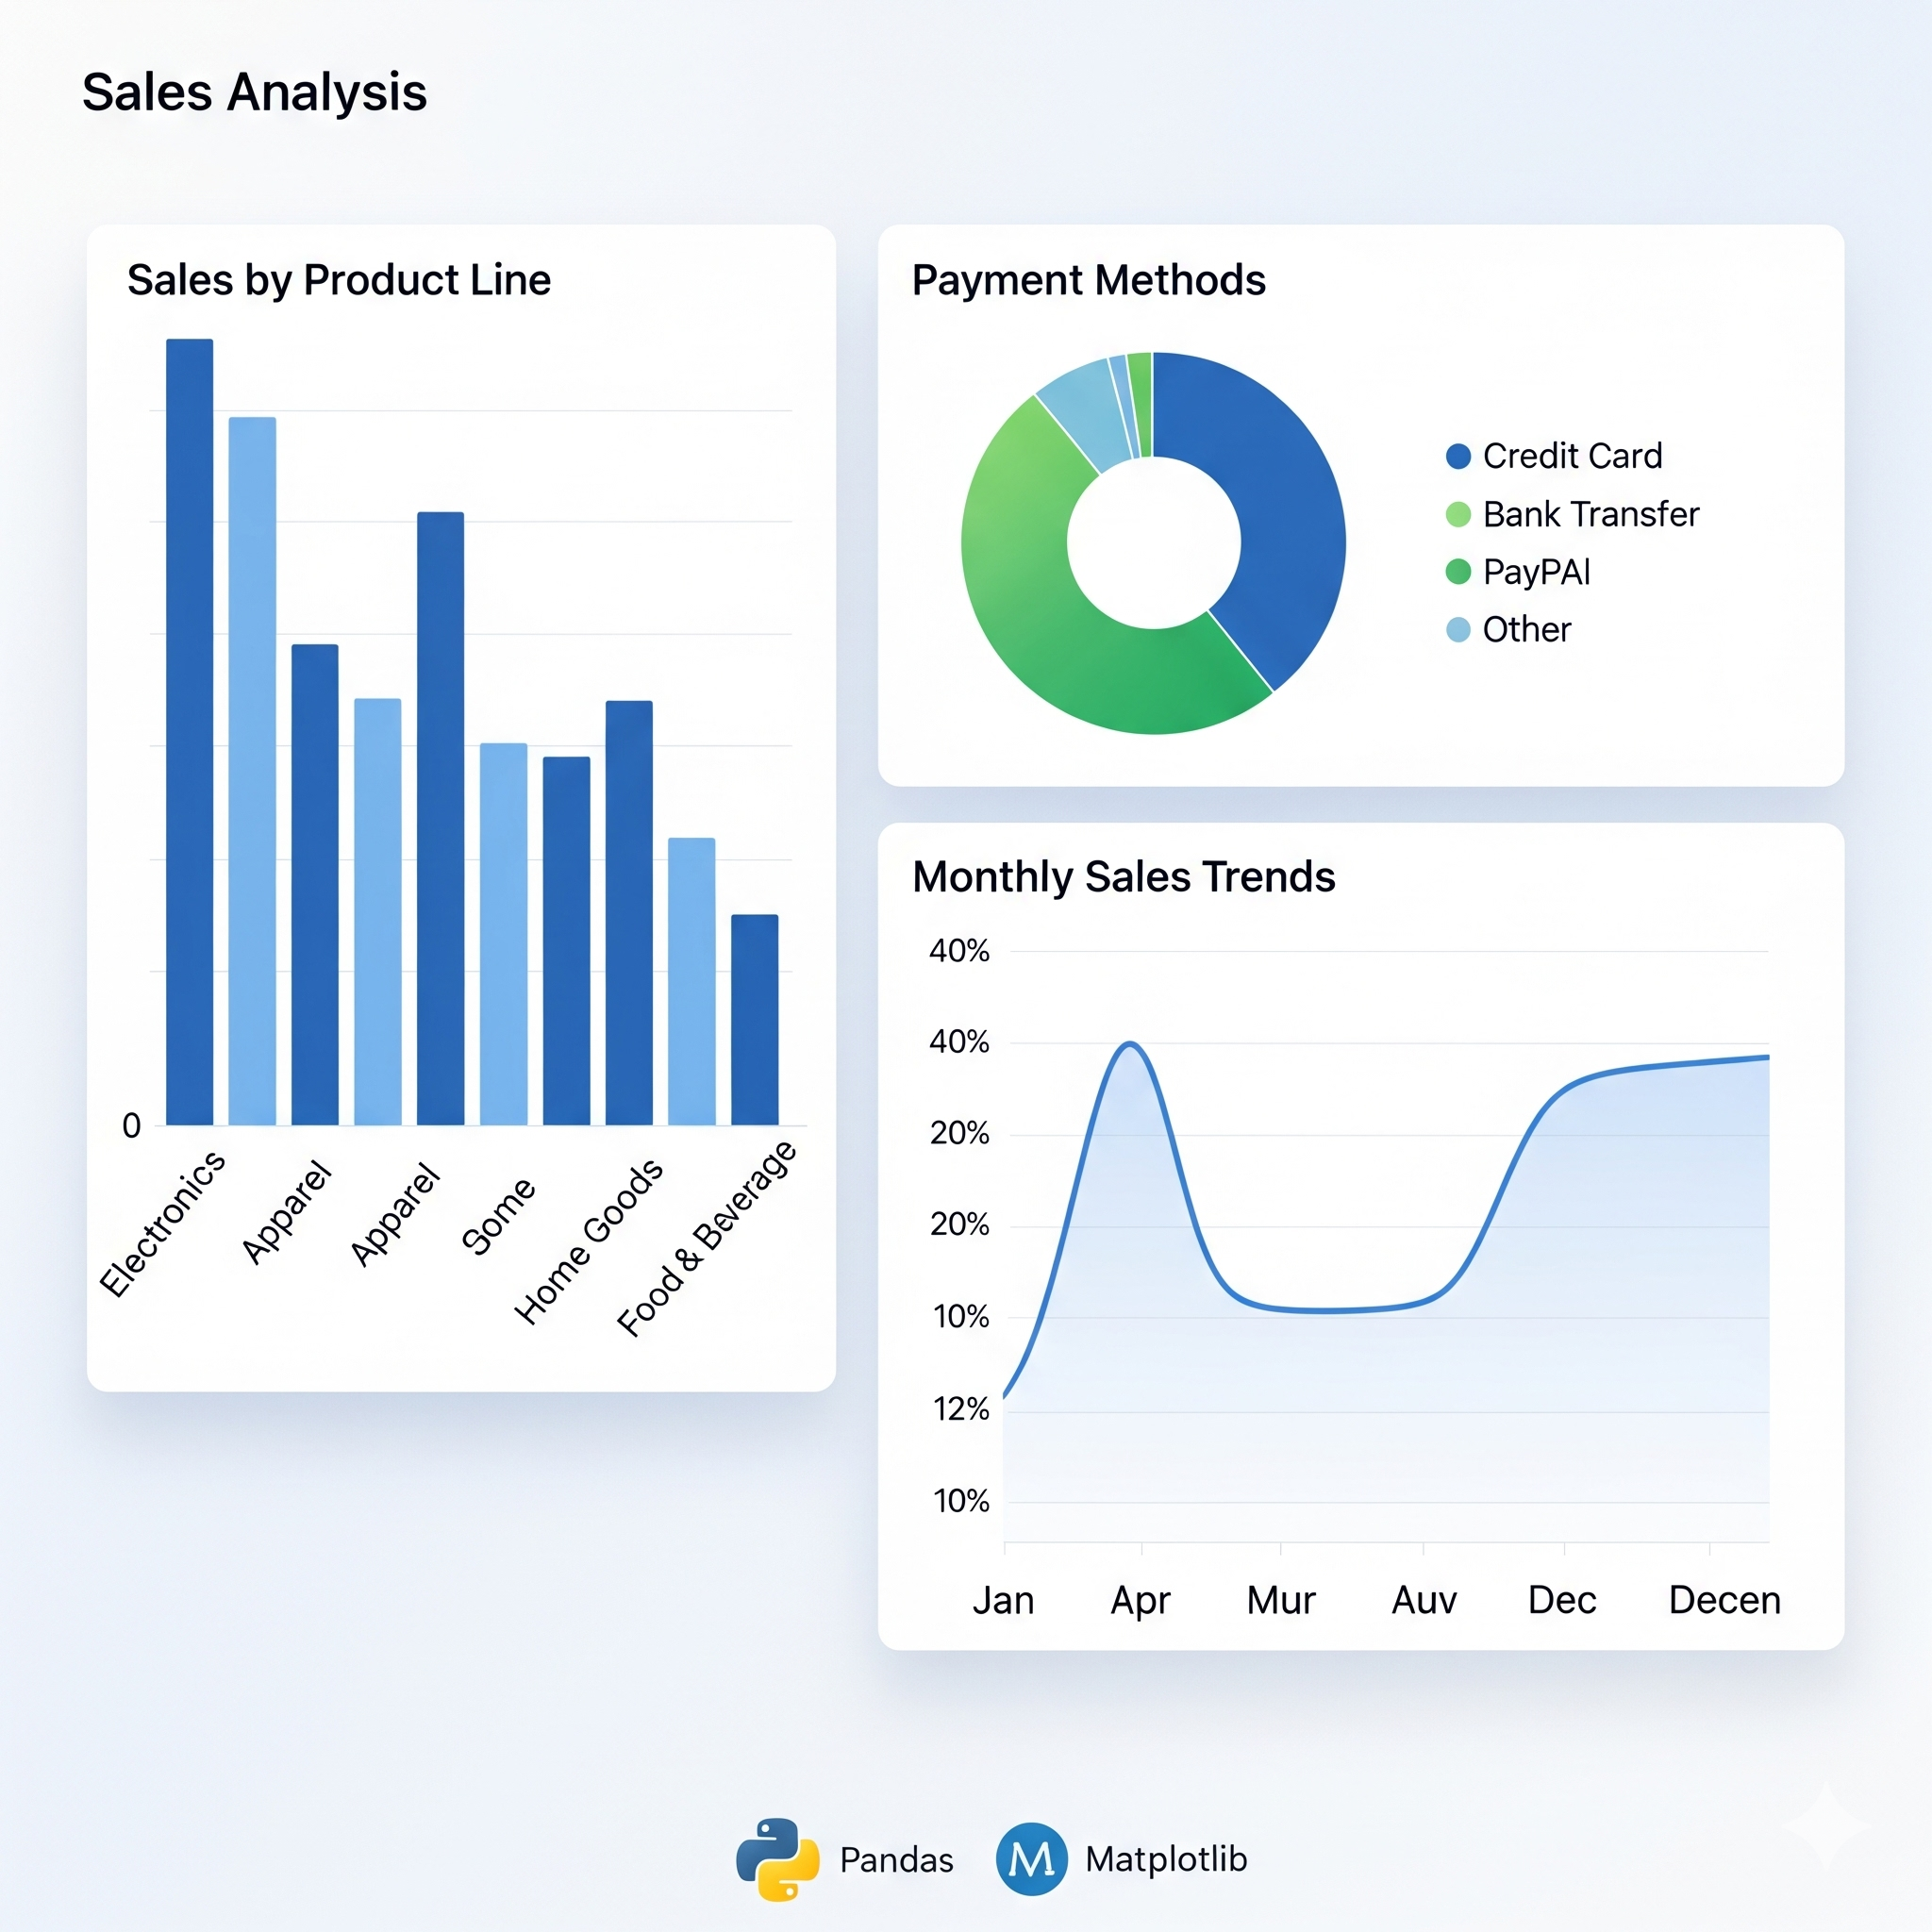 Sales Analysis
Sales by Product Line
0
Electronics
Apparel
Apparel
Some
Home Goods
Food & Beverage
Payment Methods
Credit Card
Bank Transfer
PayPAl
Other
Monthly Sales Trends
40%
40%
20%
20%
10%
12%
10%
Jan Apr Mur Auv Dec Decen
Pandas M Matplotlib